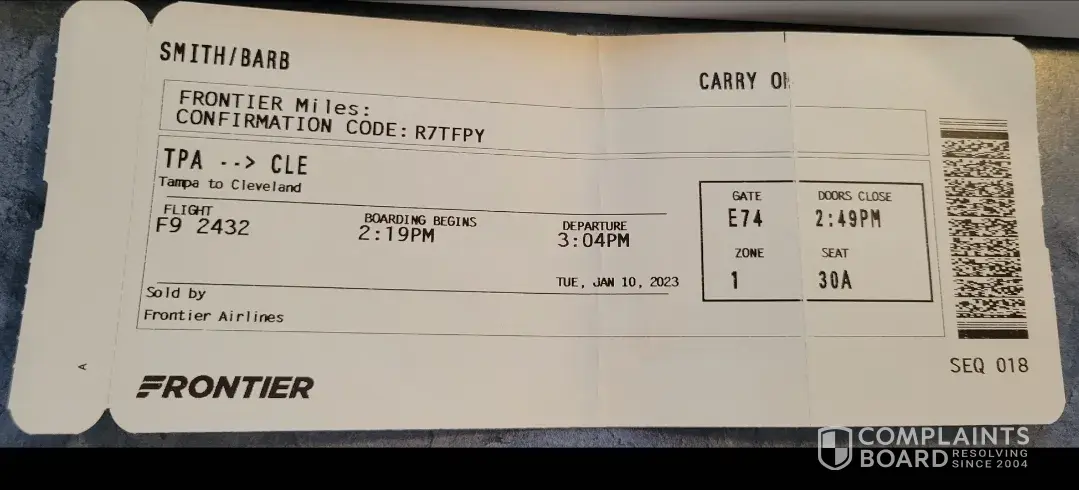 SMITH/BARB
CARRY ON
FRONTIER Miles:
CONFIRMATION CODE: R7TFPY
TPA --> CLE
Tampa to Cleveland
FLIGHT
F9 2432
BOARDING BEGINS
2:19PM
DEPARTURE
3:04PM
TUE, JAN 10, 2023
GATE
E74
DOORS CLOSE
2:49PM
ZONE
1
SEAT
30A
Sold by
Frontier Airlines
SEQ 018
A
FRONTIER
COMPLAINTS
BOARD RESOLVING SINCE 2004